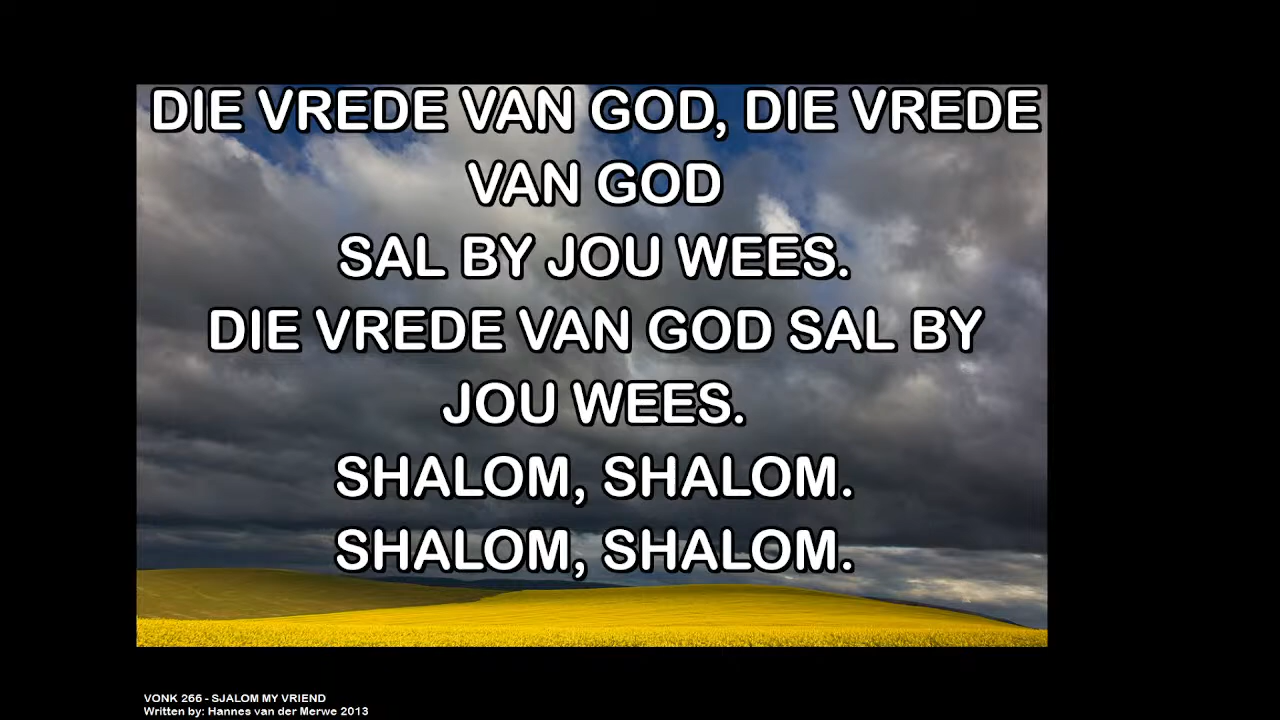 DIE VREDE VAN GOD, DIE VREDE
VAN GOD
SAL BY JOU WEES.
DIE VREDE VAN GOD SAL BY
JOU WEES.
SHALOM, SHALOM.
SHALOM, SHALOM.
VONK 266 - SJALOM MY VRIEND
Written by: Hannes van der Merwe 2013